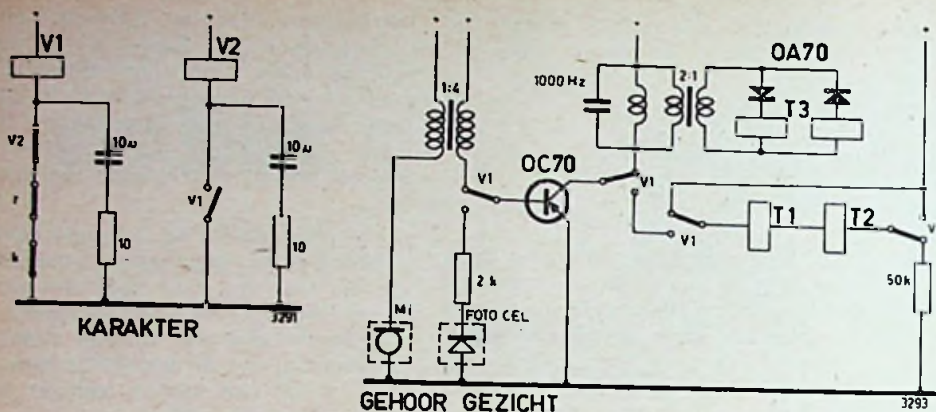 V1
V2
V2
10µ
10µ
V1
r
10
10
KARAKTER
3291
1:4
1000 Hz
2:1
OA70
T3
OC70
V1
V1
V1
T1
T2
2k
50k
Mi
FOTO CEL
GEHOOR GEZICHT
3293